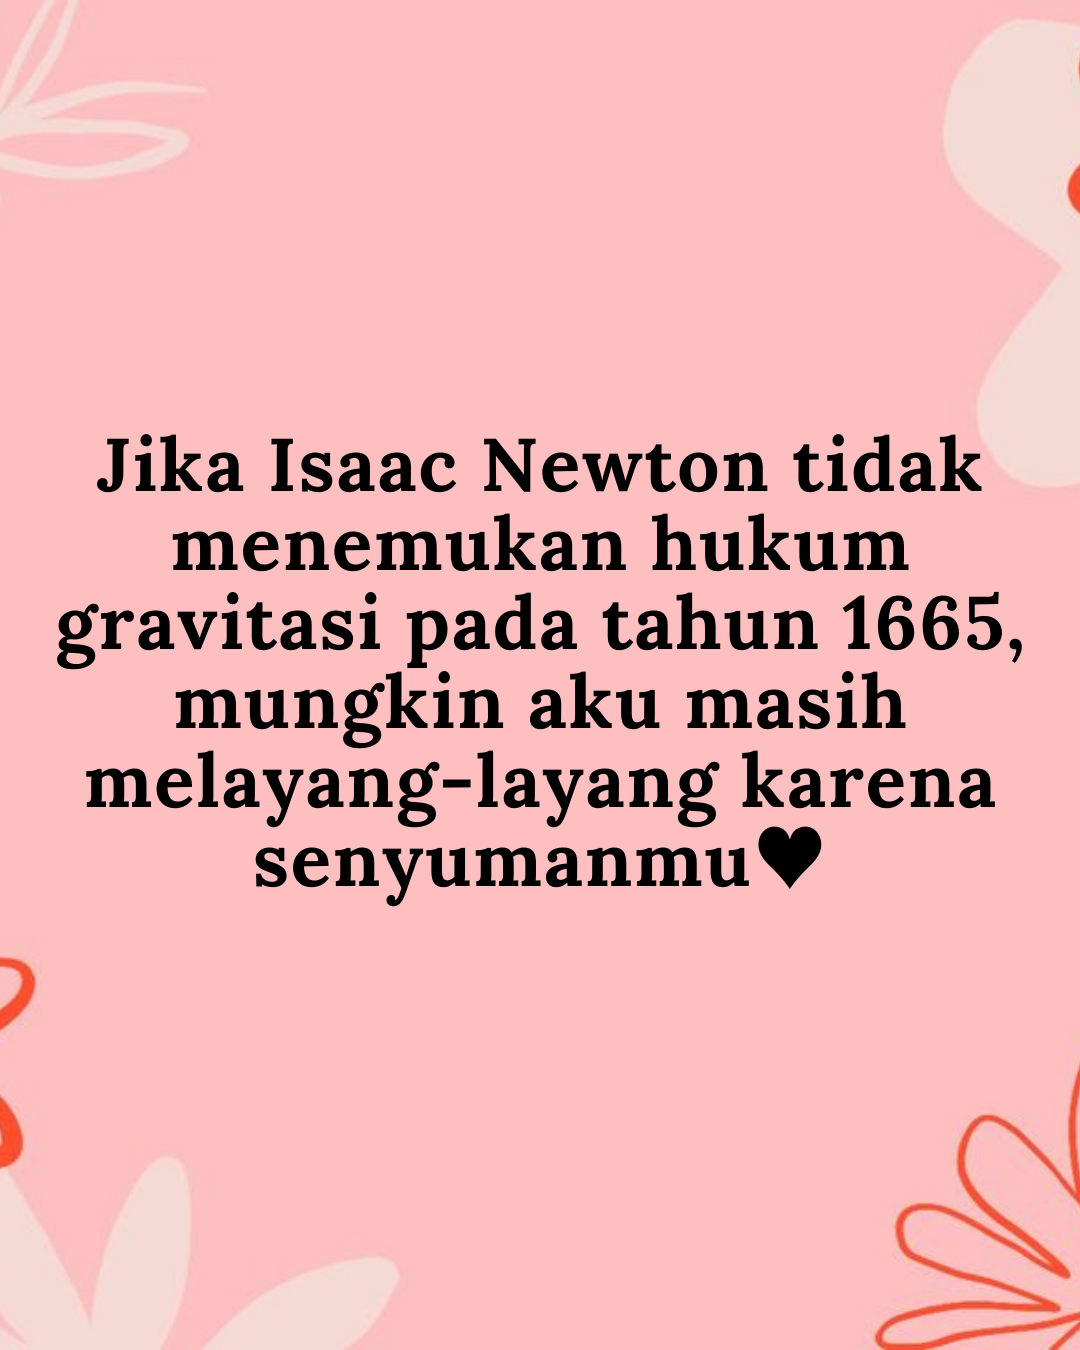 Jika Isaac Newton tidak
menemukan hukum
gravitasi pada tahun 1665,
mungkin aku masih
melayang-layang karena
senyumanmu♥